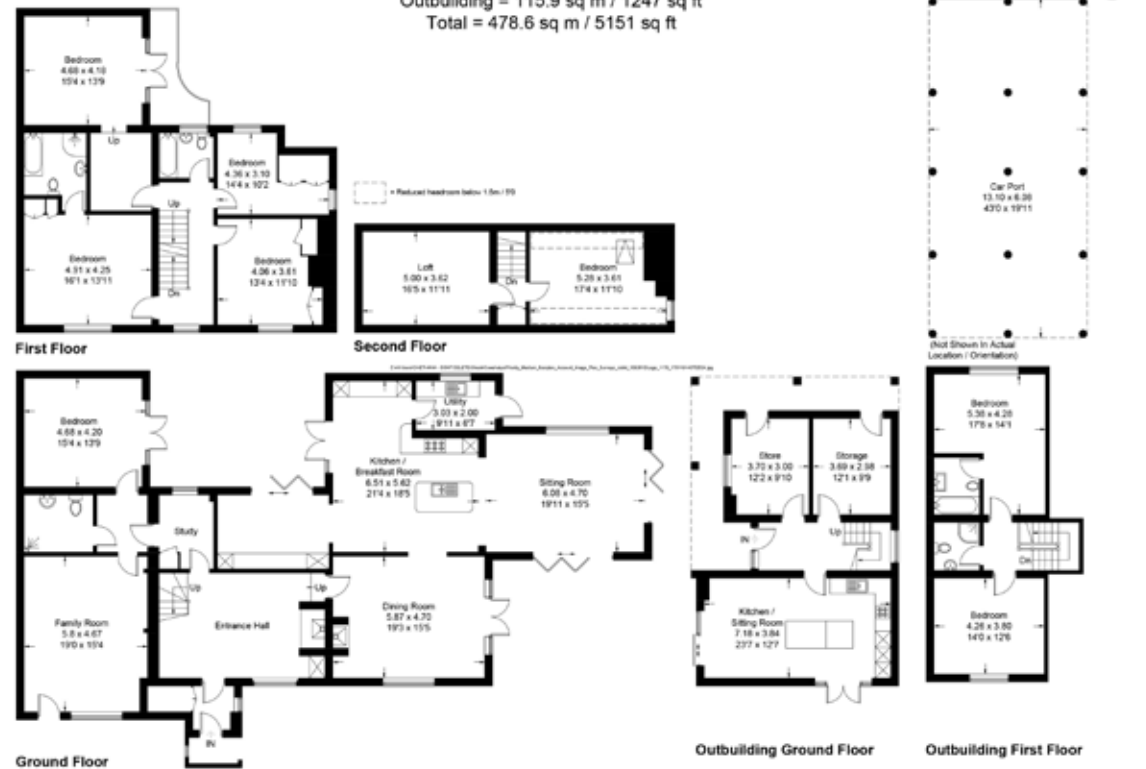 Outbuilding = 115.9 sq m / 1247 sq ft
Total = 478.6 sq m / 5151 sq ft
Bedroom
4.68 x 4.18
15'4 x 13'9
Up
Bedroom
4.36 x 3.10
14'4 x 10'2
Up
Bedroom
4.91 x 4.25
16'1 x 13'11
Bedroom
4.06 x 3.61
13'4 x 11'10
Dn
First Floor
= Reduced headroom below 1.5m / 5'0
Loft
5.00 x 3.62
16'5 x 11'11
Dn
Bedroom
5.28 x 3.61
17'4 x 11'10
Second Floor
Car Port
13.10 x 6.08
43'0 x 19'11
(Not Shown In Actual
Location / Orientation)
Bedroom
4.68 x 4.20
15'4 x 13'9
Utility
3.03 x 2.00
9'11 x 6'7
Kitchen /
Breakfast Room
6.51 x 5.62
21'4 x 18'5
Sitting Room
6.08 x 4.70
19'11 x 15'5
Study
Up
Up
Family Room
5.8 x 4.67
19'0 x 15'4
Entrance Hall
Dining Room
5.87 x 4.70
19'3 x 15'5
IN
Ground Floor
Store
3.70 x 3.00
12'2 x 9'10
Storage
3.69 x 2.98
12'1 x 9'9
IN
Up
Kitchen /
Sitting Room
7.18 x 3.84
23'7 x 12'7
Outbuilding Ground Floor
Bedroom
5.38 x 4.28
17'8 x 14'1
Dn
Bedroom
4.26 x 3.80
14'0 x 12'6
Outbuilding First Floor